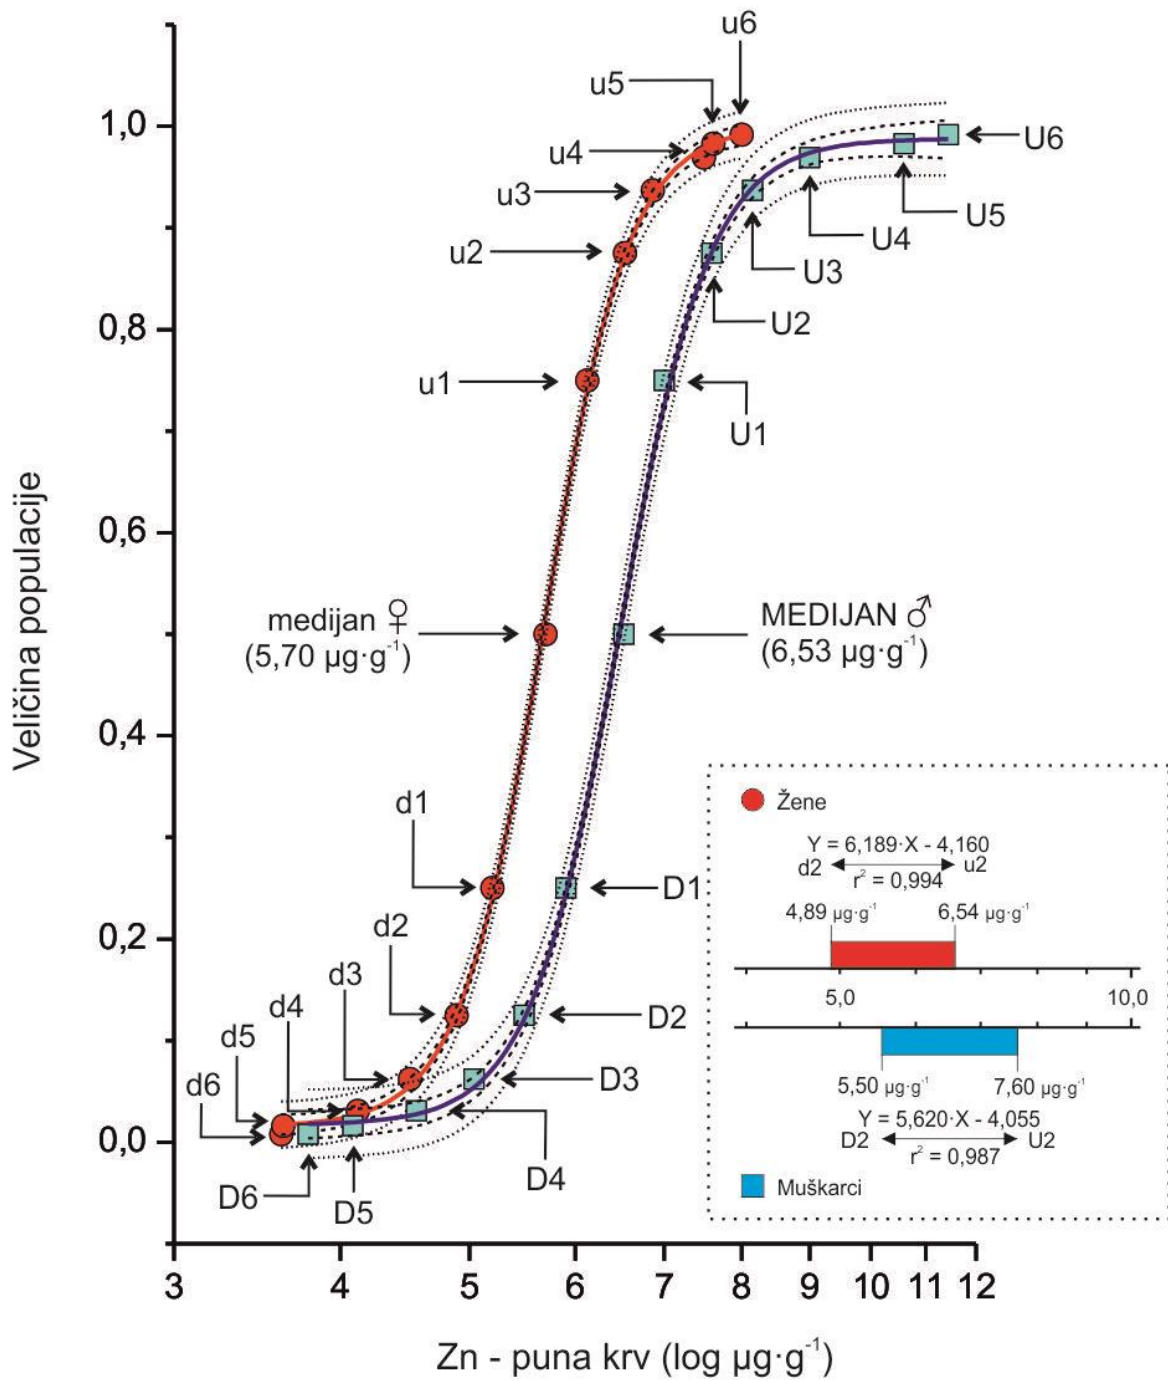 u6
u5
1,0
u4
U6
u3
U5
U4
u2
U3
U2
0,8
u1
U1
Veličina populacije
0,6
medijan ♀
(5,70 µg·g⁻¹)
MEDIJAN ♂
(6,53 µg·g⁻¹)
0,4
d1
D1
d2
0,2
d3
d4
D2
d5
D3
d6
0,0
D4
D6
D5
Žene
Y = 6,189·X - 4,160
d2 u2
r² = 0,994
4,89 µg·g⁻¹ 6,54 µg·g⁻¹
5,0 10,0
5,50 µg·g⁻¹ 7,60 µg·g⁻¹
Y = 5,620·X - 4,055
D2 U2
r² = 0,987
Muškarci
3 4 5 6 7 8 9 10 11 12
Zn - puna krv (log µg·g⁻¹)